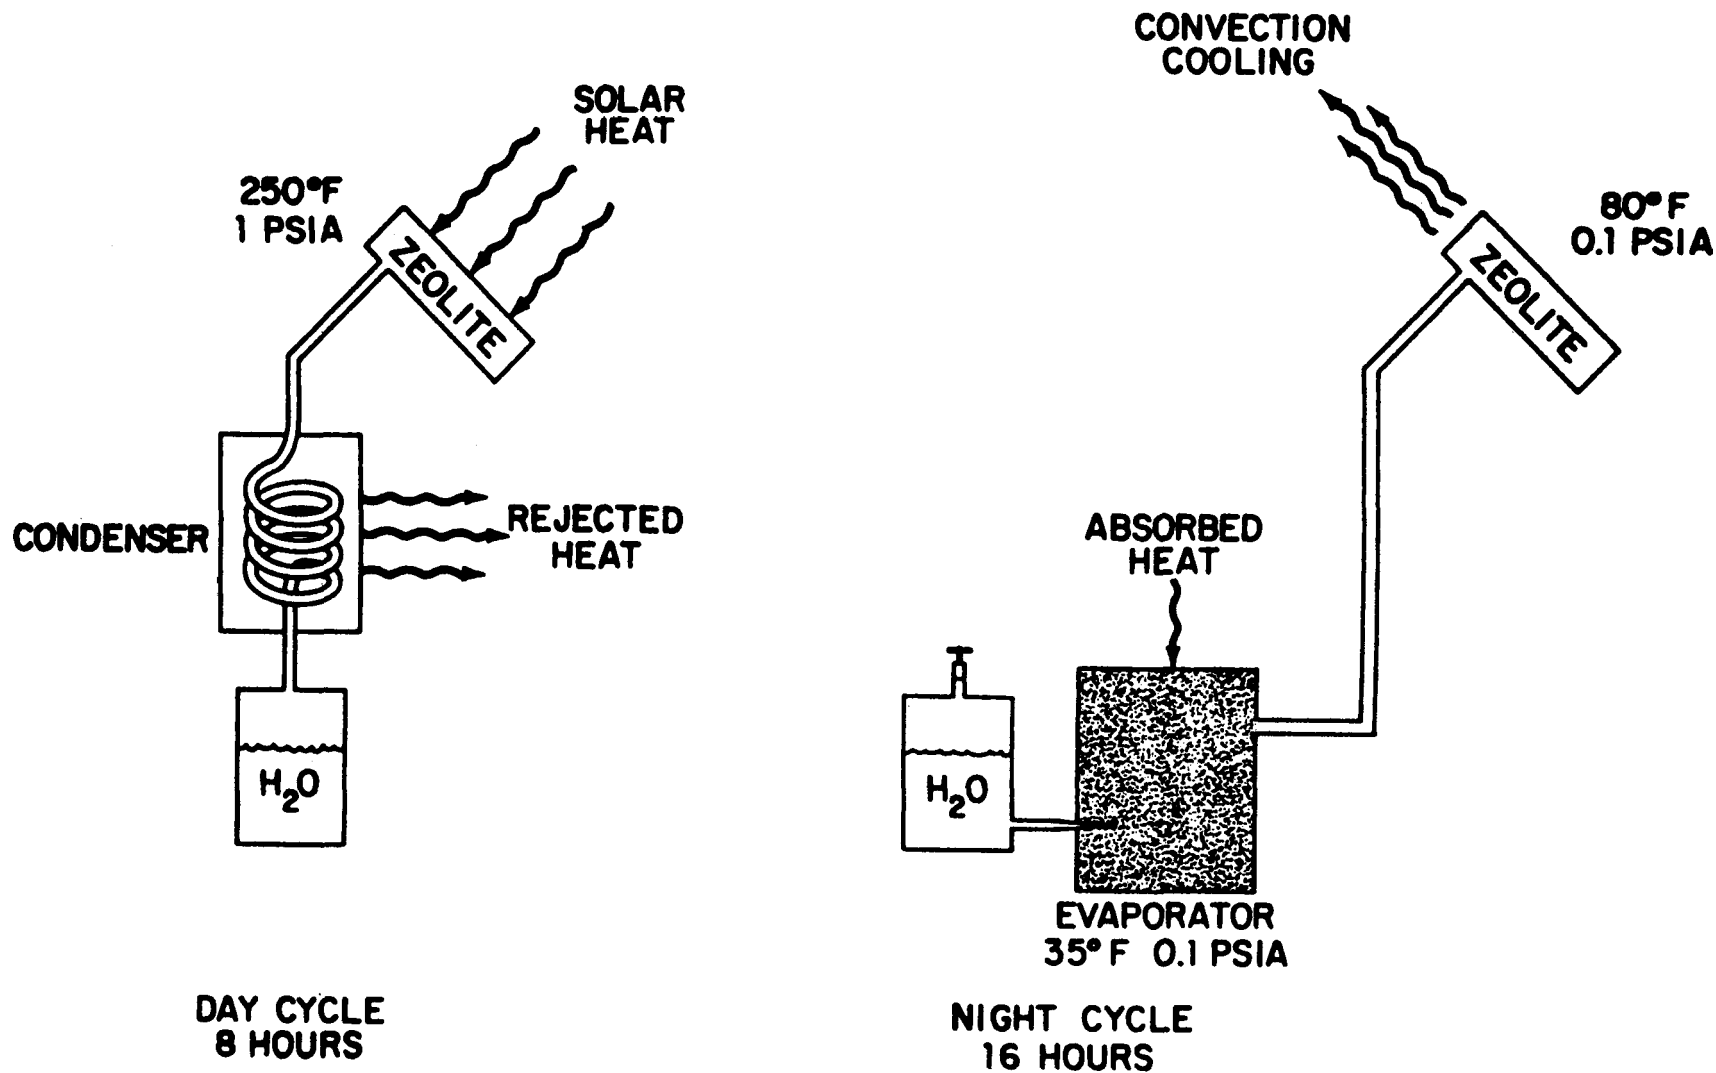 SOLAR
HEAT
250°F
1 PSIA
ZEOLITE
CONDENSER
REJECTED
HEAT
H₂O
DAY CYCLE
8 HOURS
CONVECTION
COOLING
80°F
0.1 PSIA
ZEOLITE
ABSORBED
HEAT
H₂O
EVAPORATOR
35°F 0.1 PSIA
NIGHT CYCLE
16 HOURS